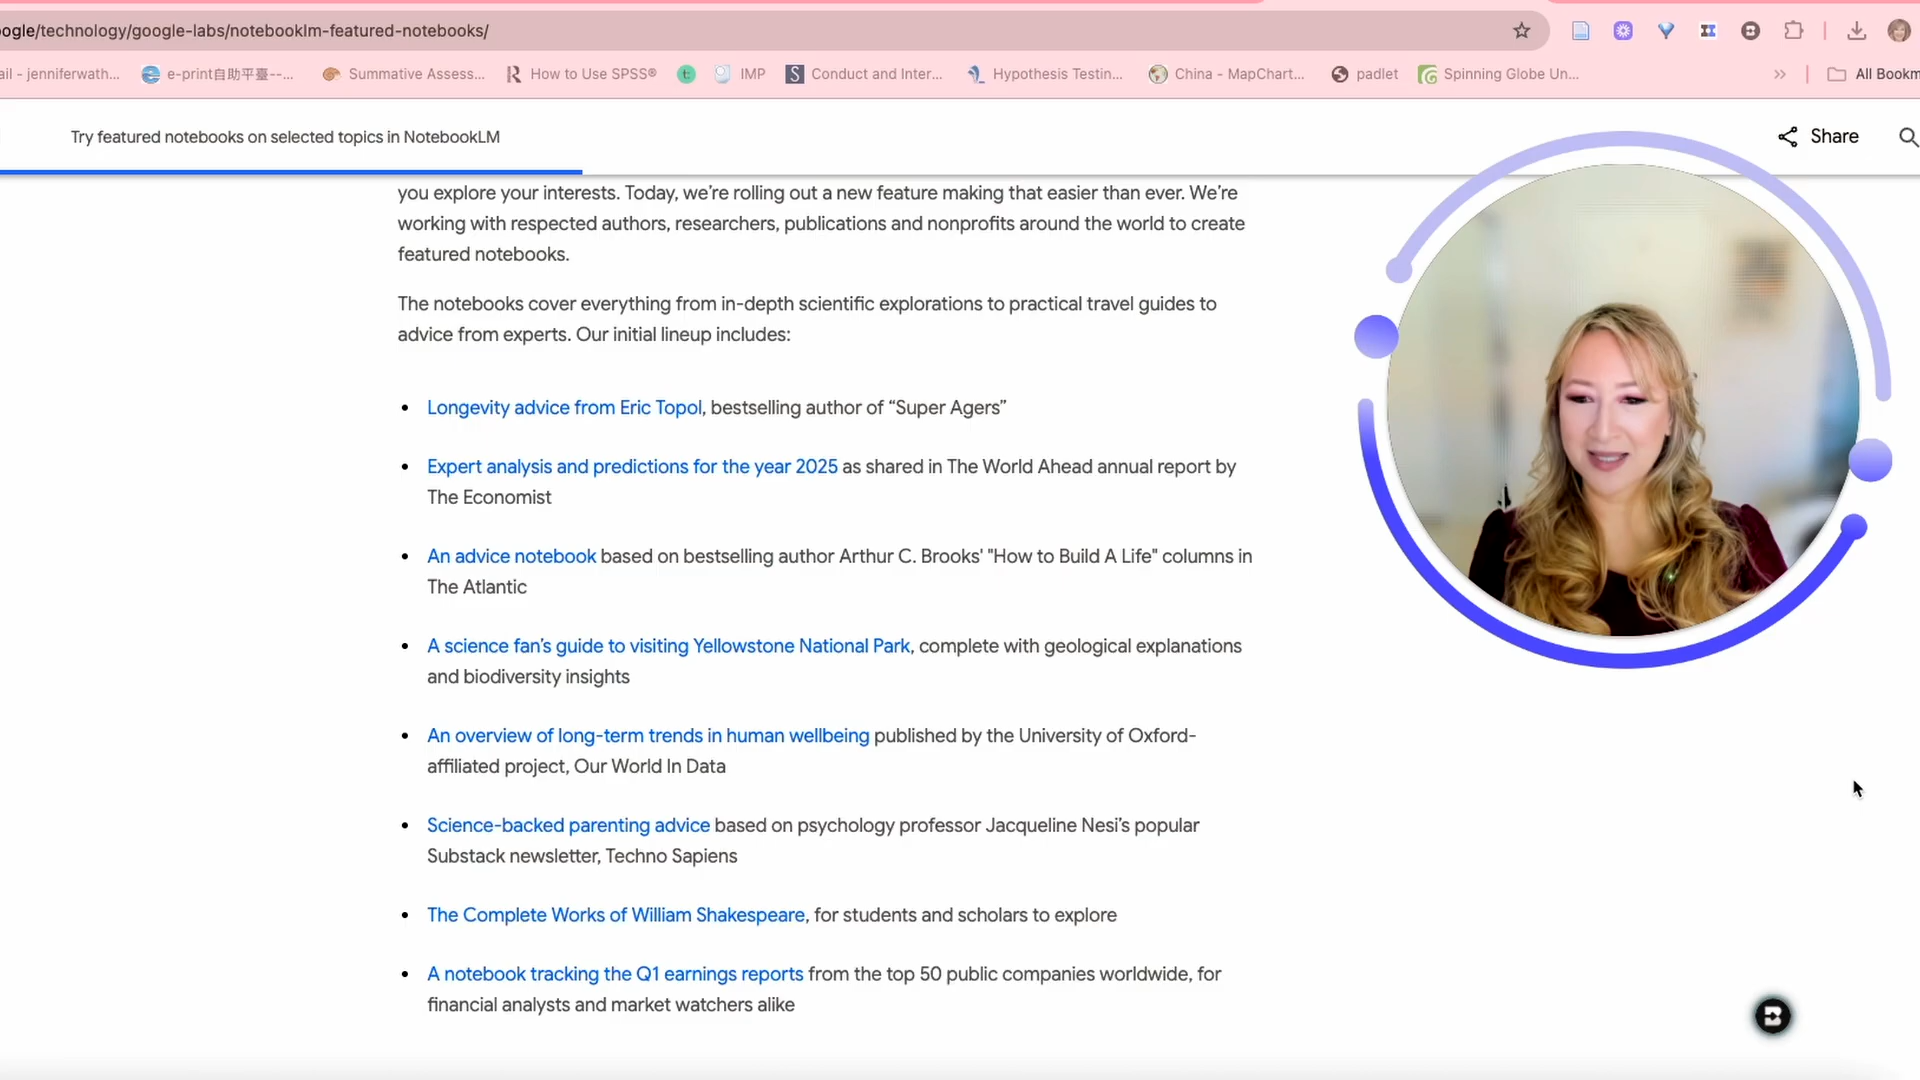 ogle/technology/google-labs/notebooklm-featured-notebooks/
ail - jenniferwath...
e-print自助平臺--...
Summative Assess...
How to Use SPSS®
t
IMP
Conduct and Inter...
Hypothesis Testin...
China - MapChart...
padlet
Spinning Globe Un...
All Bookm
Try featured notebooks on selected topics in NotebookLM
Share
you explore your interests. Today, we’re rolling out a new feature making that easier than ever. We’re
working with respected authors, researchers, publications and nonprofits around the world to create
featured notebooks.
The notebooks cover everything from in-depth scientific explorations to practical travel guides to
advice from experts. Our initial lineup includes:
• Longevity advice from Eric Topol, bestselling author of “Super Agers”
• Expert analysis and predictions for the year 2025 as shared in The World Ahead annual report by
The Economist
• An advice notebook based on bestselling author Arthur C. Brooks' "How to Build A Life" columns in
The Atlantic
• A science fan’s guide to visiting Yellowstone National Park, complete with geological explanations
and biodiversity insights
• An overview of long-term trends in human wellbeing published by the University of Oxford-
affiliated project, Our World In Data
• Science-backed parenting advice based on psychology professor Jacqueline Nesi’s popular
Substack newsletter, Techno Sapiens
• The Complete Works of William Shakespeare, for students and scholars to explore
• A notebook tracking the Q1 earnings reports from the top 50 public companies worldwide, for
financial analysts and market watchers alike